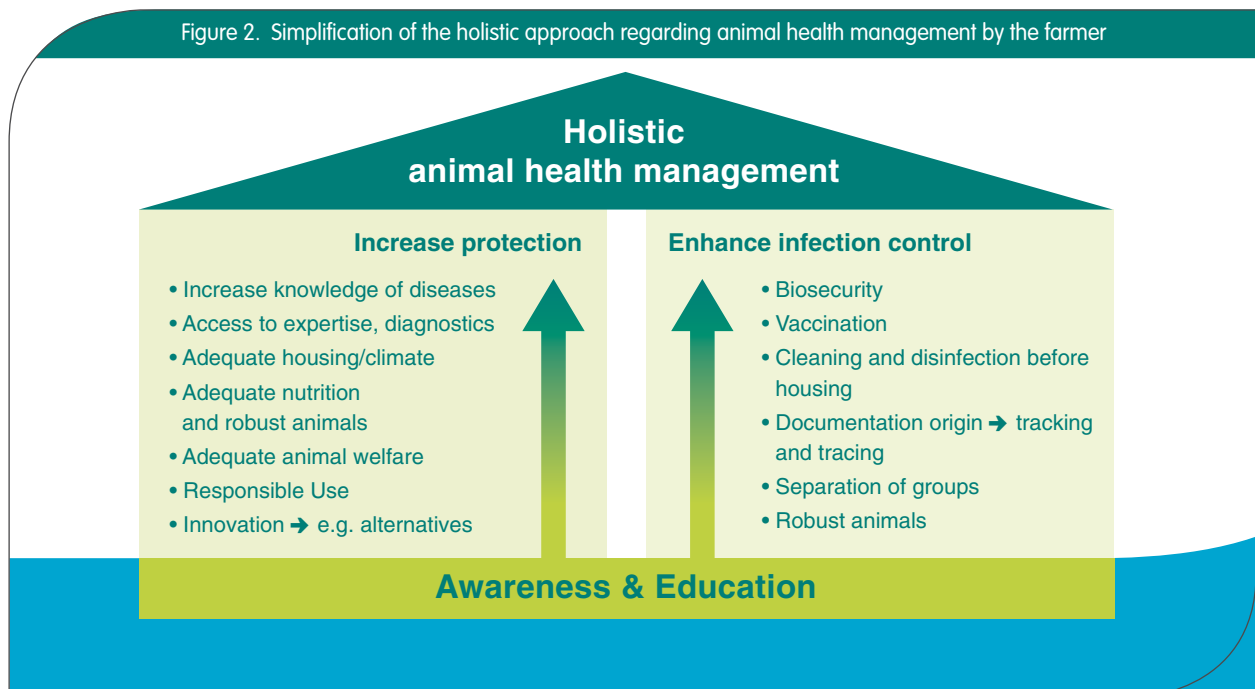 Figure 2. Simplification of the holistic approach regarding animal health management by the farmer
Holistic
animal health management
Increase protection
• Increase knowledge of diseases
• Access to expertise, diagnostics
• Adequate housing/climate
• Adequate nutrition
and robust animals
• Adequate animal welfare
• Responsible Use
• Innovation ➔ e.g. alternatives
Enhance infection control
• Biosecurity
• Vaccination
• Cleaning and disinfection before
housing
• Documentation origin ➔ tracking
and tracing
• Separation of groups
• Robust animals
Awareness & Education